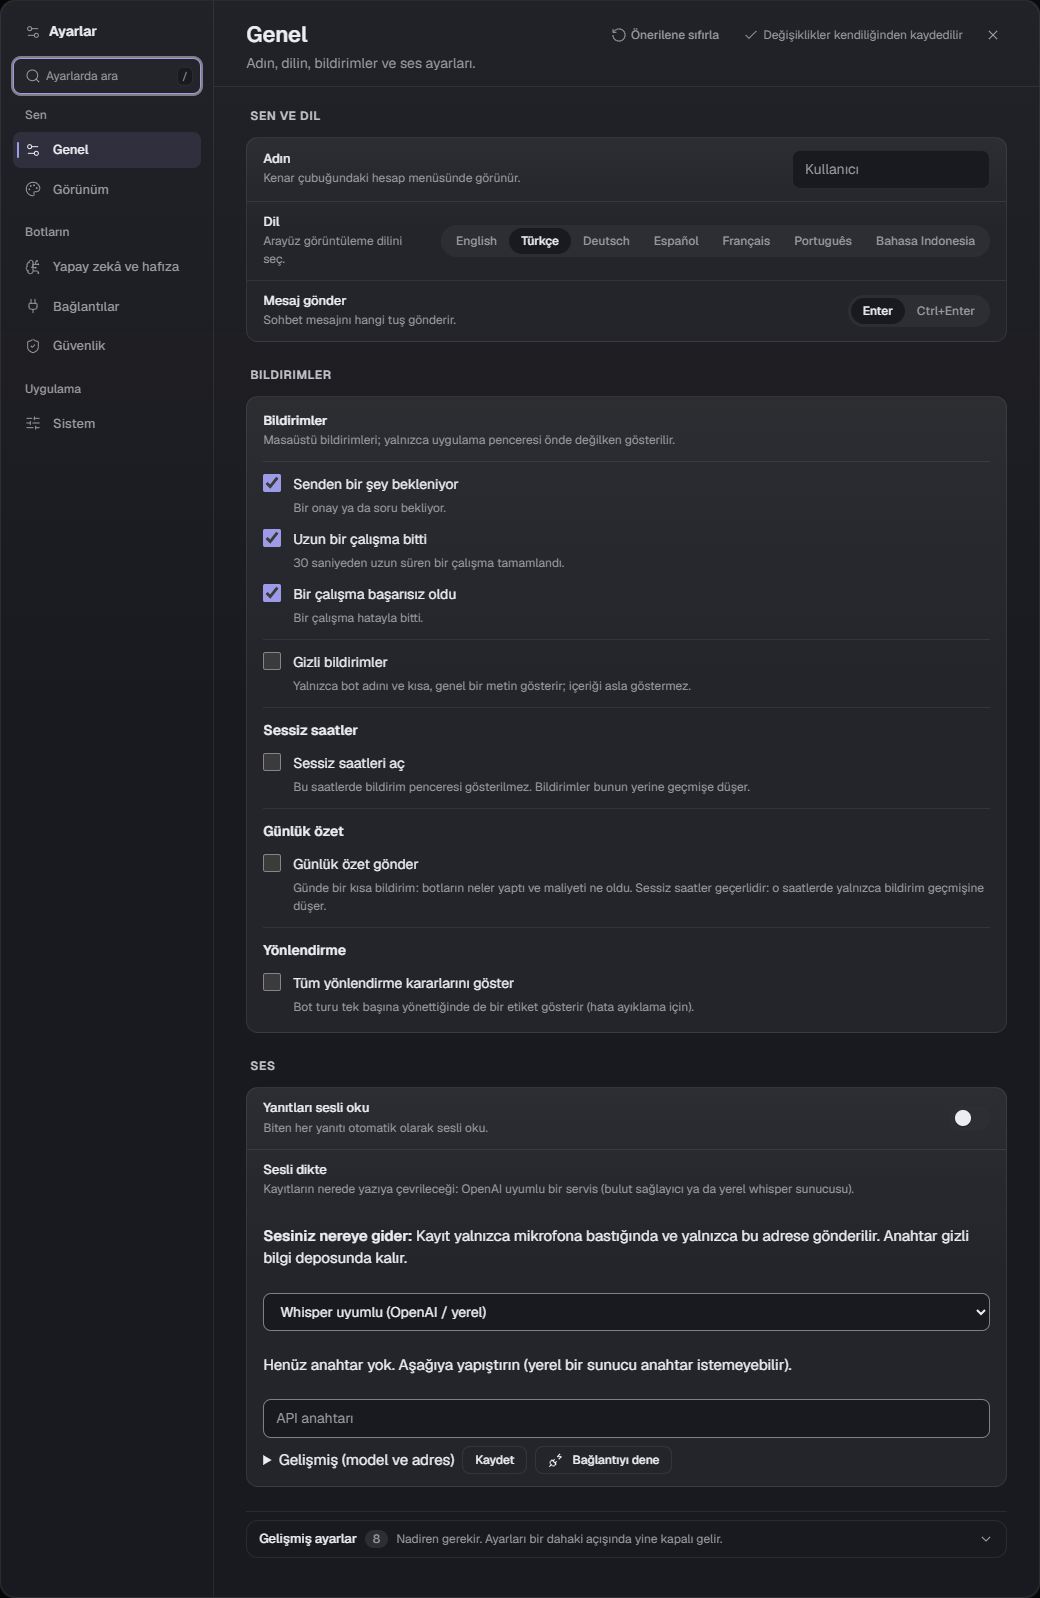 Ayarlar
Ayarlarda ara
/
Sen
Genel
Görünüm
Botların
Yapay zekâ ve hafıza
Bağlantılar
Güvenlik
Uygulama
Sistem
Genel
Önerilene sıfırla
Değişiklikler kendiliğinden kaydedilir
Adın, dilin, bildirimler ve ses ayarları.
SEN VE DIL
Adın
Kenar çubuğundaki hesap menüsünde görünür.
Kullanıcı
Dil
Arayüz görüntüleme dilini
seç.
English Türkçe Deutsch Español Français Português Bahasa Indonesia
Mesaj gönder
Sohbet mesajını hangi tuş gönderir.
Enter Ctrl+Enter
BILDIRIMLER
Bildirimler
Masaüstü bildirimleri; yalnızca uygulama penceresi önde değilken gösterilir.
Senden bir şey bekleniyor
Bir onay ya da soru bekliyor.
Uzun bir çalışma bitti
30 saniyeden uzun süren bir çalışma tamamlandı.
Bir çalışma başarısız oldu
Bir çalışma hatayla bitti.
Gizli bildirimler
Yalnızca bot adını ve kısa, genel bir metin gösterir; içeriği asla göstermez.
Sessiz saatler
Sessiz saatleri aç
Bu saatlerde bildirim penceresi gösterilmez. Bildirimler bunun yerine geçmişe düşer.
Günlük özet
Günlük özet gönder
Günde bir kısa bildirim: botların neler yaptı ve maliyeti ne oldu. Sessiz saatler geçerlidir: o saatlerde yalnızca bildirim geçmişine
düşer.
Yönlendirme
Tüm yönlendirme kararlarını göster
Bot turu tek başına yönettiğinde de bir etiket gösterir (hata ayıklama için).
SES
Yanıtları sesli oku
Biten her yanıtı otomatik olarak sesli oku.
Sesli dikte
Kayıtların nerede yazıya çevrileceği: OpenAI uyumlu bir servis (bulut sağlayıcı ya da yerel whisper sunucusu).
Sesiniz nereye gider: Kayıt yalnızca mikrofona bastığında ve yalnızca bu adrese gönderilir. Anahtar gizli
bilgi deposunda kalır.
Whisper uyumlu (OpenAI / yerel)
Henüz anahtar yok. Aşağıya yapıştırın (yerel bir sunucu anahtar istemeyebilir).
API anahtarı
Gelişmiş (model ve adres) Kaydet Bağlantıyı dene
Gelişmiş ayarlar 8 Nadiren gerekir. Ayarları bir dahaki açışında yine kapalı gelir.